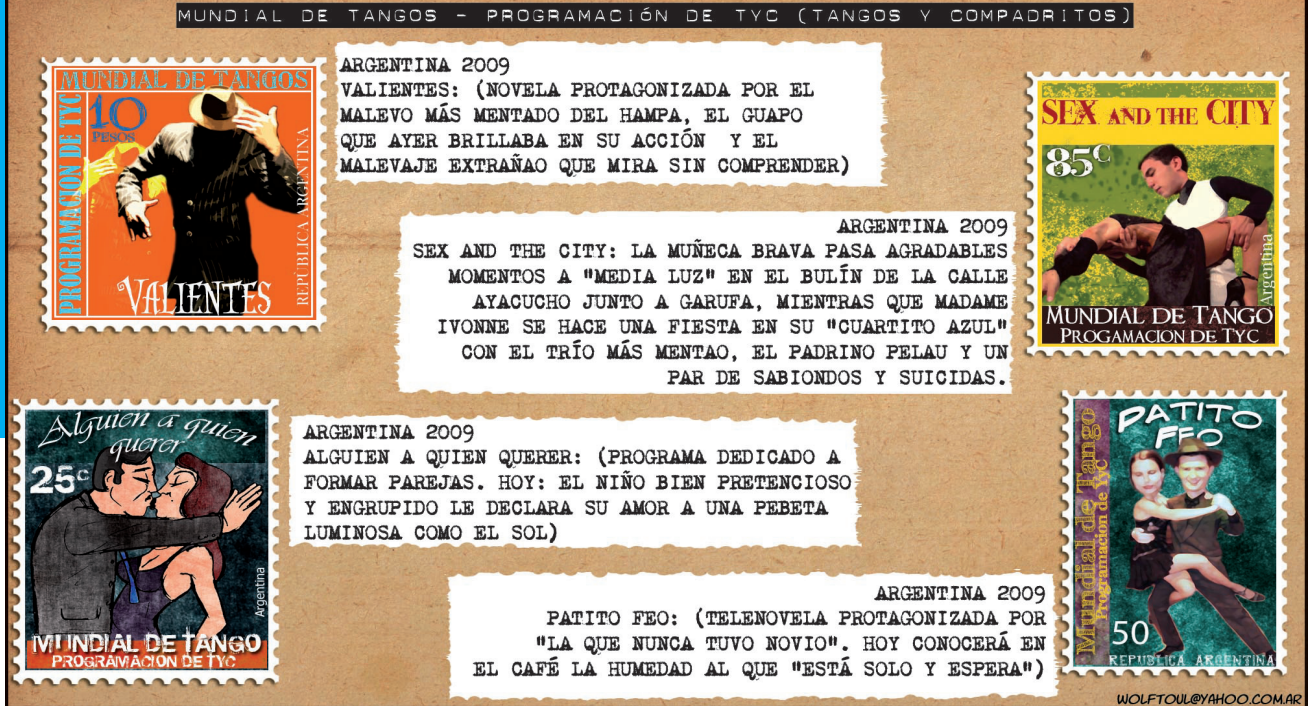 MUNDIAL DE TANGOS - PROGRAMACIÓN DE TYC (TANGOS Y COMPADRITOS)
MUNDIAL DE TANGOS
PROGRAMACION DE TYC
10
PESOS
REPUBLICA ARGENTINA
VALIENTES
ARGENTINA 2009
VALIENTES: (NOVELA PROTAGONIZADA POR EL
MALEVO MÁS MENTADO DEL HAMPA, EL GUAPO
QUE AYER BRILLABA EN SU ACCIÓN Y EL
MALEVAJE EXTRAÑAO QUE MIRA SIN COMPRENDER)
SEX AND THE CITY
85c
Argentina
MUNDIAL DE TANGO
PROGAMACION DE TYC
ARGENTINA 2009
SEX AND THE CITY: LA MUÑECA BRAVA PASA AGRADABLES
MOMENTOS A "MEDIA LUZ" EN EL BULÍN DE LA CALLE
AYACUCHO JUNTO A GARUFA, MIENTRAS QUE MADAME
IVONNE SE HACE UNA FIESTA EN SU "CUARTITO AZUL"
CON EL TRÍO MÁS MENTAO, EL PADRINO PELAU Y UN
PAR DE SABIONDOS Y SUICIDAS.
Alguien a quien
querer
25c
Argentina
MUNDIAL DE TANGO
PROGRAMACION DE TYC
ARGENTINA 2009
ALGUIEN A QUIEN QUERER: (PROGRAMA DEDICADO A
FORMAR PAREJAS. HOY: EL NIÑO BIEN PRETENCIOSO
Y ENGRUPIDO LE DECLARA SU AMOR A UNA PEBETA
LUMINOSA COMO EL SOL)
PATITO
FEO
Mundial de Tango
Programacion de TYC
50
REPUBLICA ARGENTINA
ARGENTINA 2009
PATITO FEO: (TELENOVELA PROTAGONIZADA POR
"LA QUE NUNCA TUVO NOVIO". HOY CONOCERÁ EN
EL CAFÉ LA HUMEDAD AL QUE "ESTÁ SOLO Y ESPERA")
WOLFTOUL@YAHOO.COM.AR